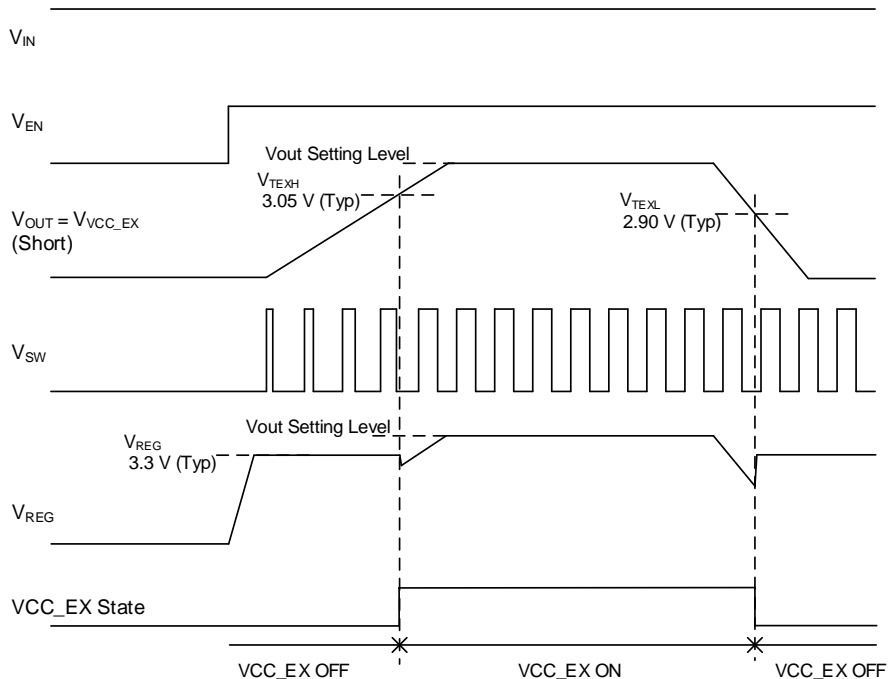 VIN
VEN
Vout Setting Level
VTEXH
3.05 V (Typ)
VTEXL
2.90 V (Typ)
VOUT = VVCC_EX
(Short)
VSW
Vout Setting Level
VREG
3.3 V (Typ)
VREG
VCC_EX State
VCC_EX OFF
VCC_EX ON
VCC_EX OFF